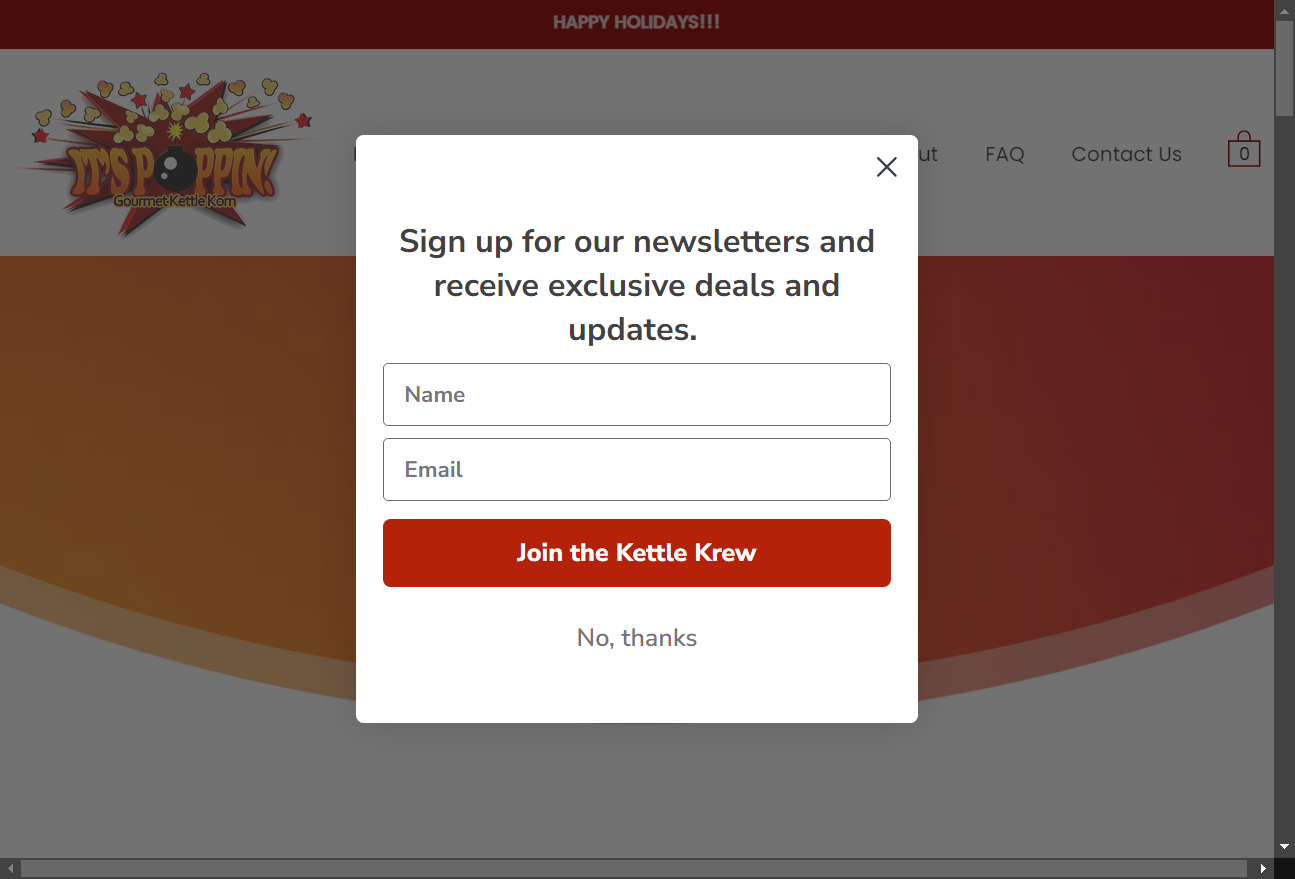 HAPPY HOLIDAYS!!!
IT'S POPPIN!
Gourmet Kettle Korn
FAQ
Contact Us
0
Sign up for our newsletters and
receive exclusive deals and
updates.
Name
Email
Join the Kettle Krew
No, thanks